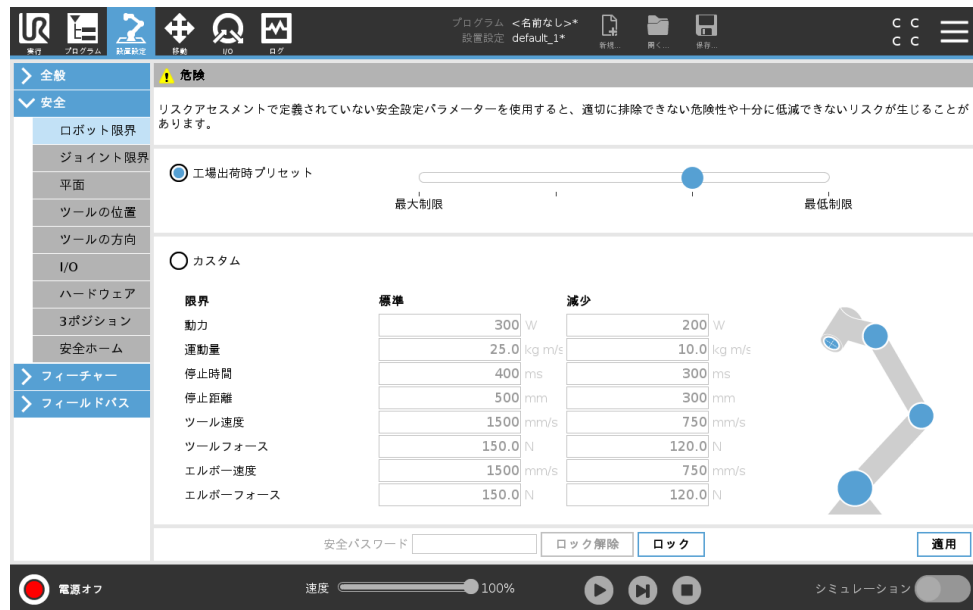 UR
実行
プログラム
設置設定
移動
I/O
ログ
プログラム <名前なし>*
設置設定 default_1*
新規...
開く...
保存...
C C
C C
全般
安全
ロボット限界
ジョイント限界
平面
ツールの位置
ツールの方向
I/O
ハードウェア
3ポジション
安全ホーム
フィーチャー
フィールドバス
危険
リスクアセスメントで定義されていない安全設定パラメーターを使用すると、適切に排除できない危険性や十分に低減できないリスクが生じることが
あります。
工場出荷時プリセット
最大制限 最低制限
カスタム
限界 標準 減少
動力 300 W 200 W
運動量 25.0 kg m/s 10.0 kg m/s
停止時間 400 ms 300 ms
停止距離 500 mm 300 mm
ツール速度 1500 mm/s 750 mm/s
ツールフォース 150.0 N 120.0 N
エルボー速度 1500 mm/s 750 mm/s
エルボーフォース 150.0 N 120.0 N
安全パスワード ロック解除 ロック 適用
電源オフ 速度 100% シミュレーション